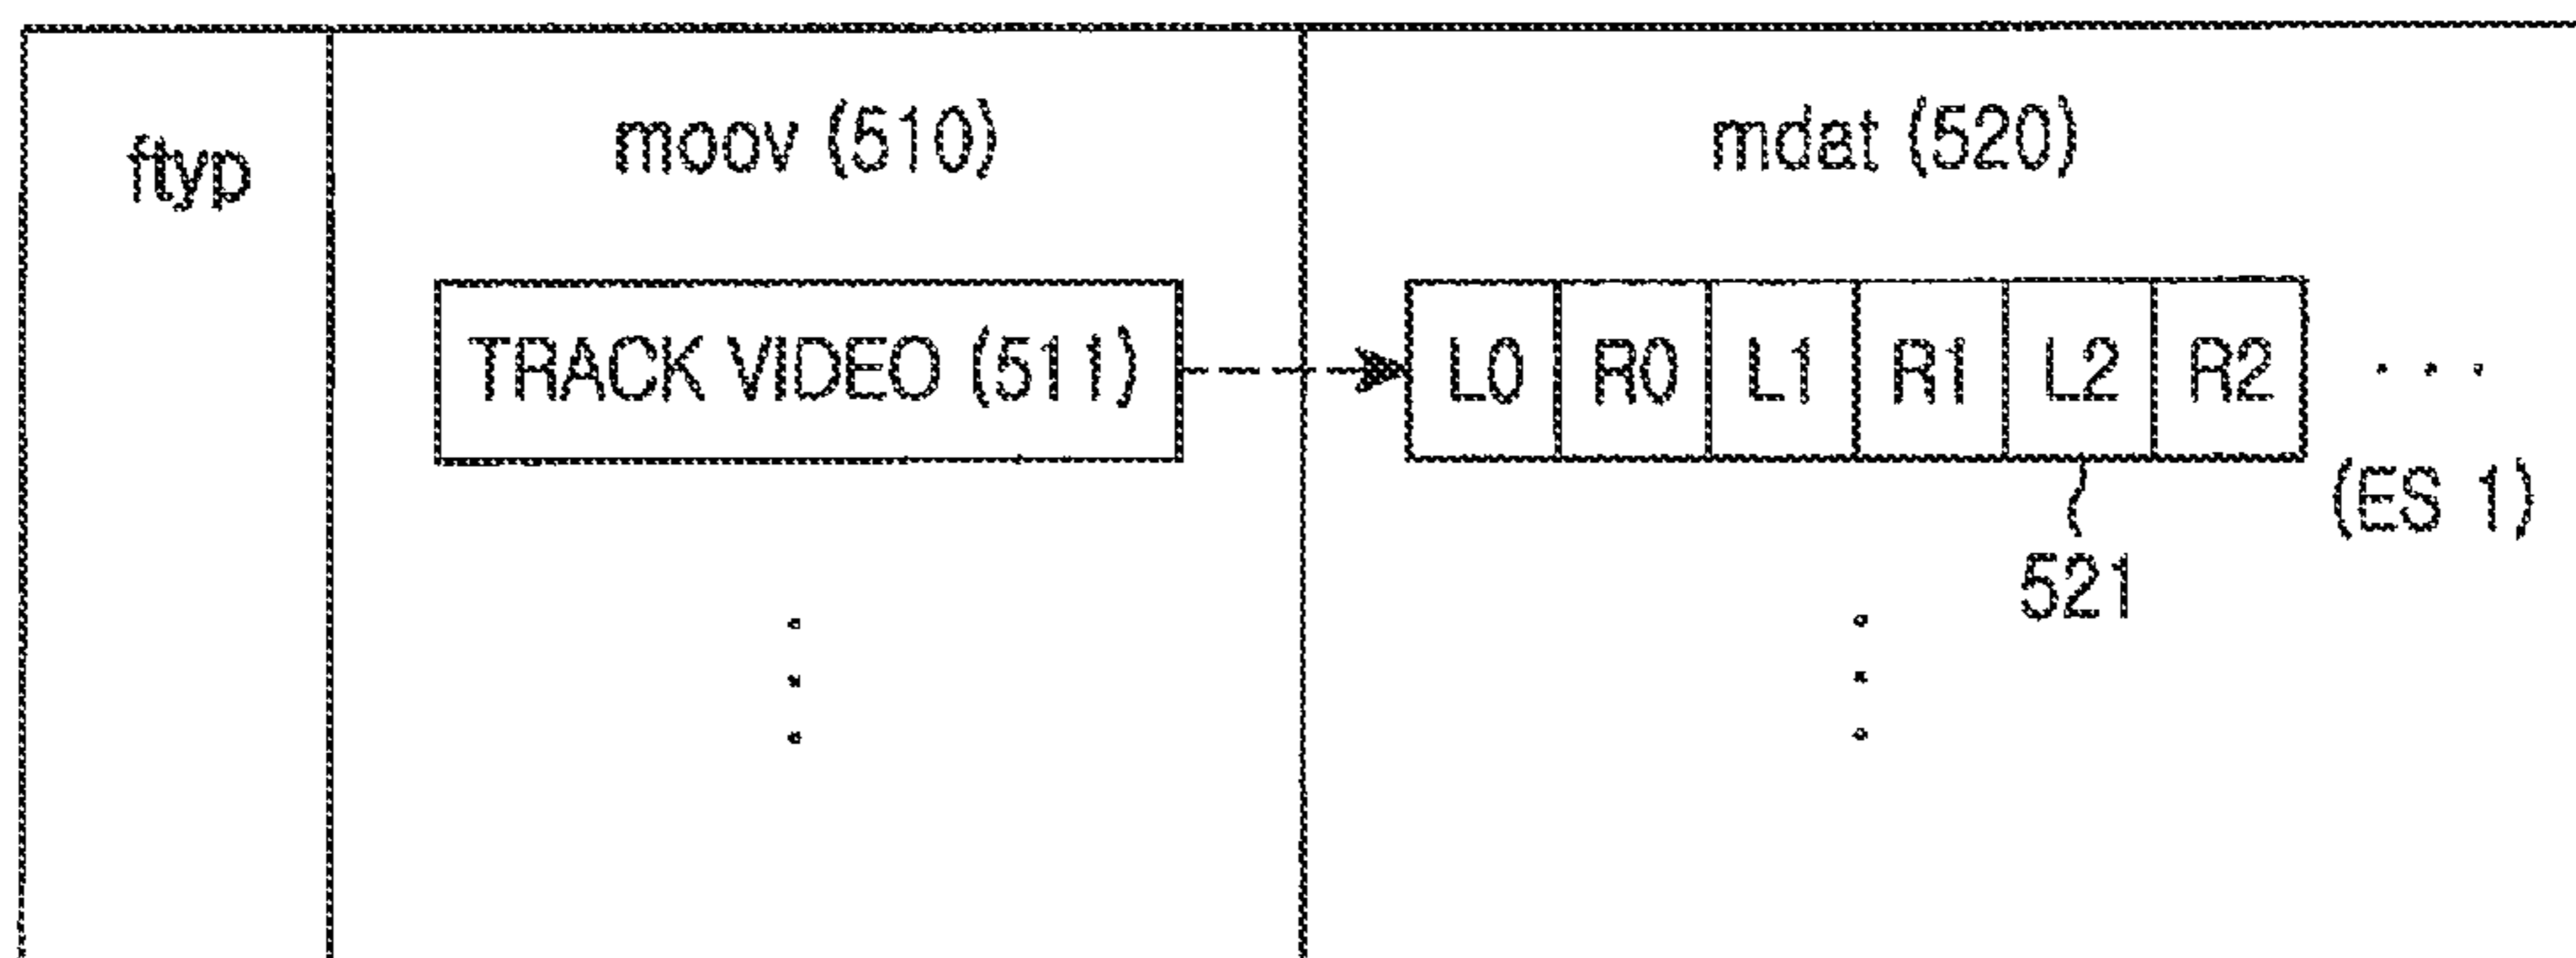 ftyp
moov (510)
mdat (520)
TRACK VIDEO (511)
L0 R0 L1 R1 L2 R2 ...
(ES 1)
521